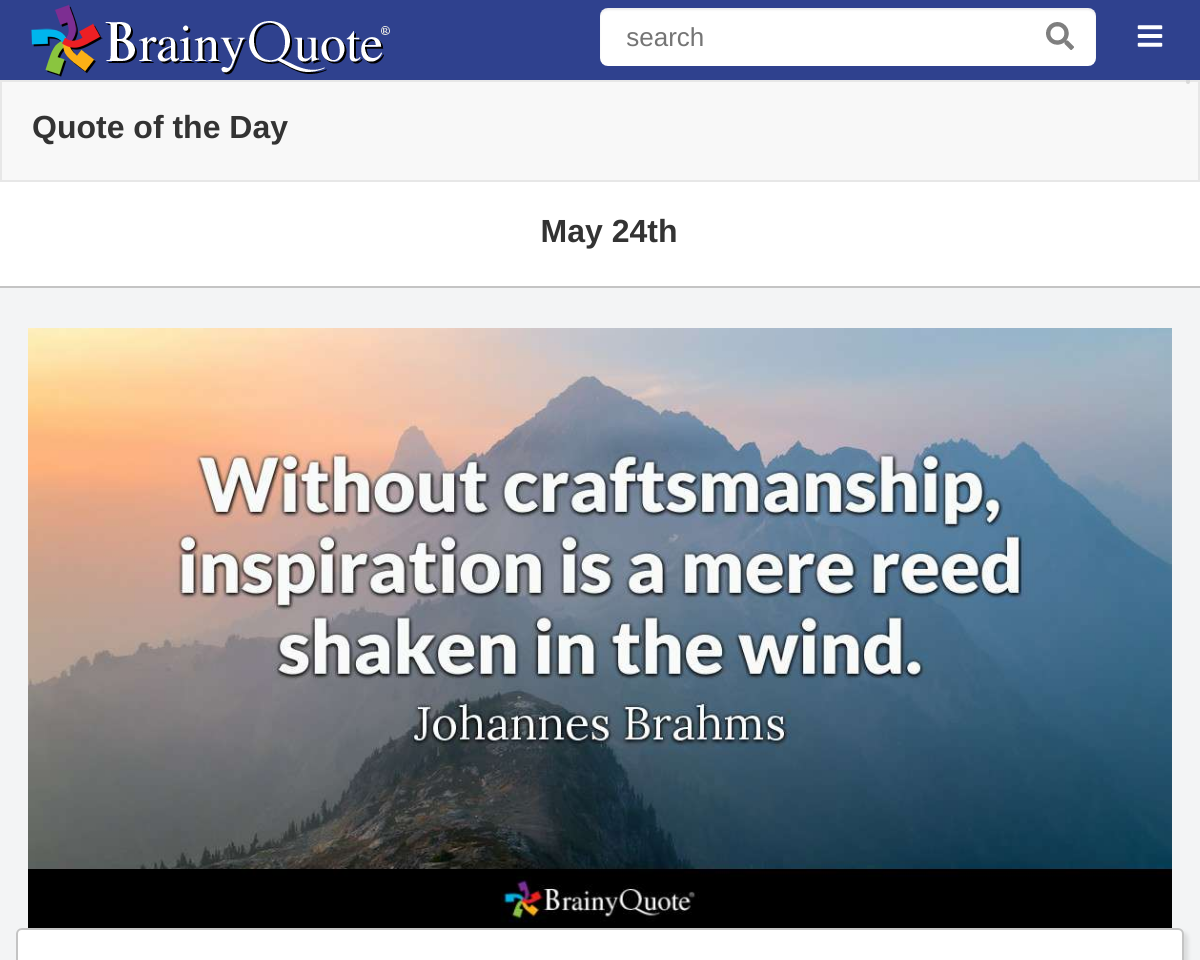 BrainyQuote®
search
Quote of the Day
May 24th
Without craftsmanship,
inspiration is a mere reed
shaken in the wind.
Johannes Brahms
BrainyQuote®